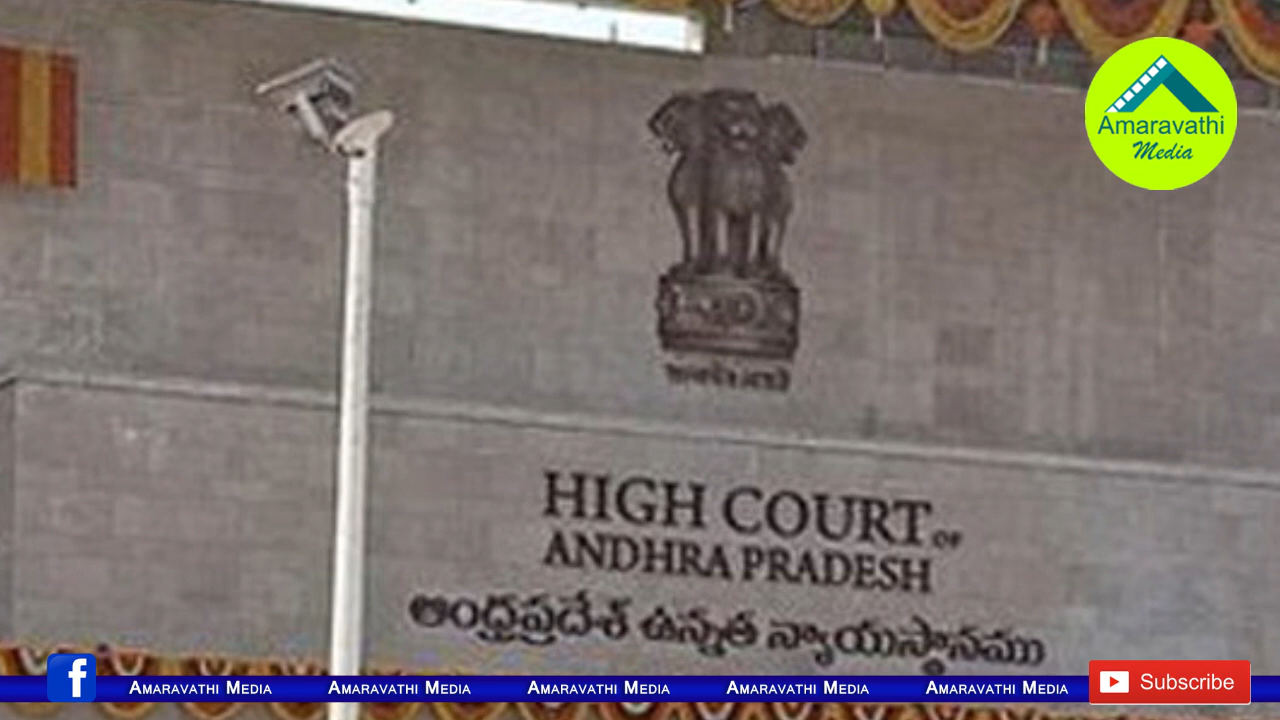 Amaravathi
Media
HIGH COURT OF
ANDHRA PRADESH
ఆంధ్రప్రదేశ్ ఉన్నత న్యాయస్థానము
AMARAVATHI MEDIA AMARAVATHI MEDIA AMARAVATHI MEDIA AMARAVATHI MEDIA AMARAVATHI MEDIA
Subscribe